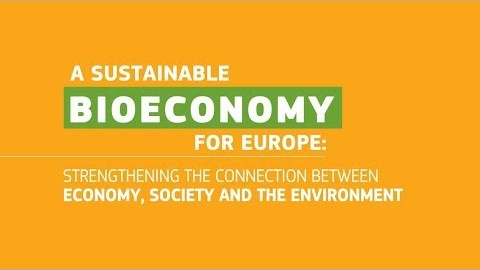 A SUSTAINABLE
BIOECONOMY
FOR EUROPE:
STRENGTHENING THE CONNECTION BETWEEN
ECONOMY, SOCIETY AND THE ENVIRONMENT